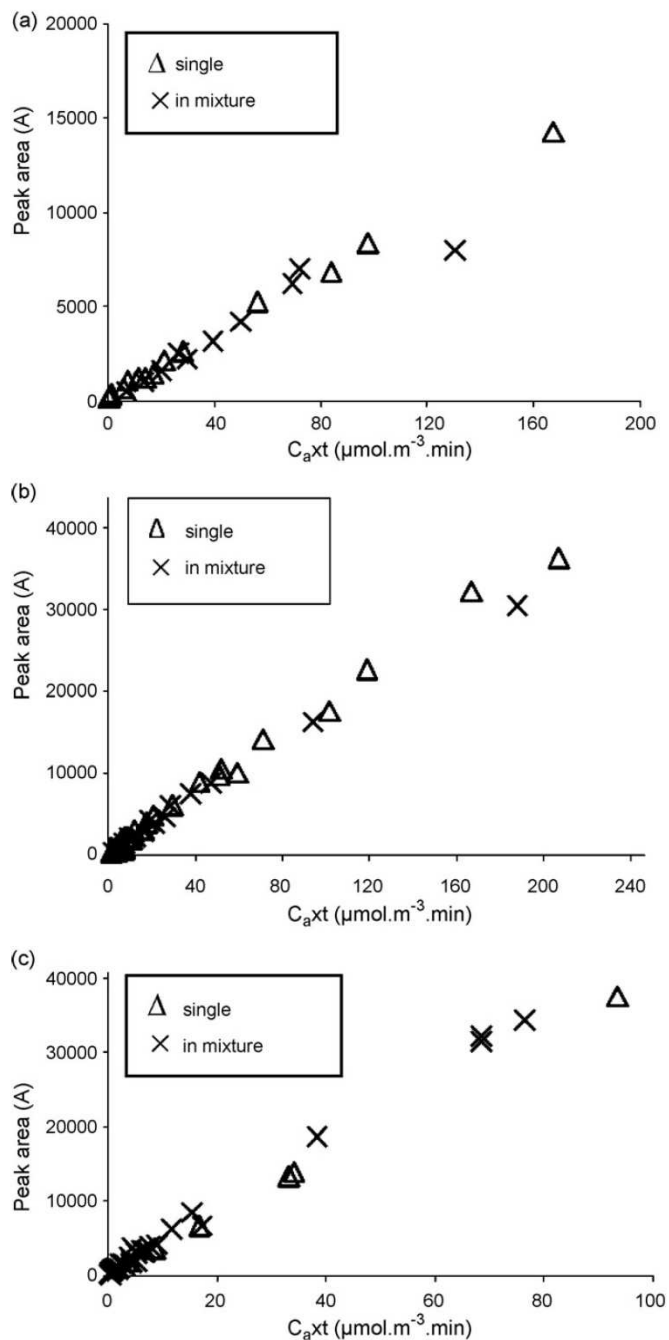 (a)
20000
15000
10000
5000
0
Peak area (A)
single
in mixture
0 40 80 120 160 200
Cₐxt (µmol.m⁻³.min)
(b)
40000
30000
20000
10000
0
Peak area (A)
single
in mixture
0 40 80 120 160 200 240
Cₐxt (µmol.m⁻³.min)
(c)
40000
30000
20000
10000
0
Peak area (A)
single
in mixture
0 20 40 60 80 100
Cₐxt (µmol.m⁻³.min)